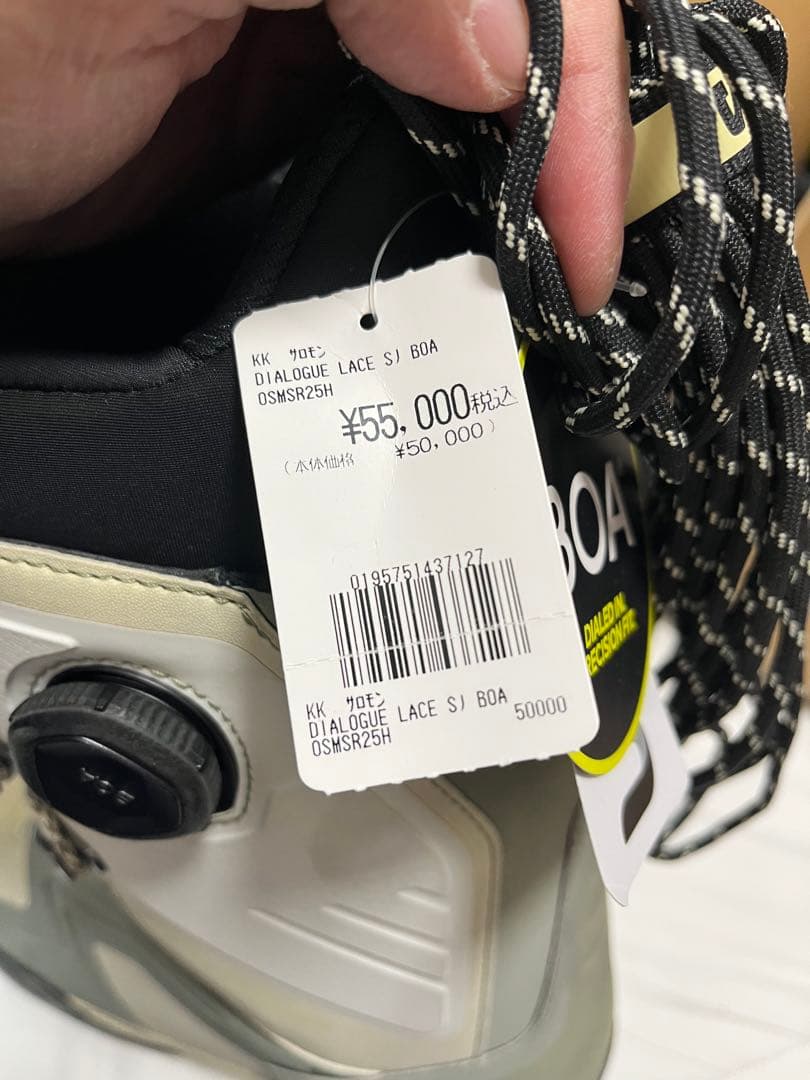 KK ｻﾛﾓﾝ
DIALOGUE LACE SJ BOA
OSMSR25H
¥55,000税込
(本体価格 ¥50,000)
0195751437127
KK ｻﾛﾓﾝ
DIALOGUE LACE SJ BOA 50000
OSMSR25H
BOA
DIALED IN.
PRECISION FIT.
BOA